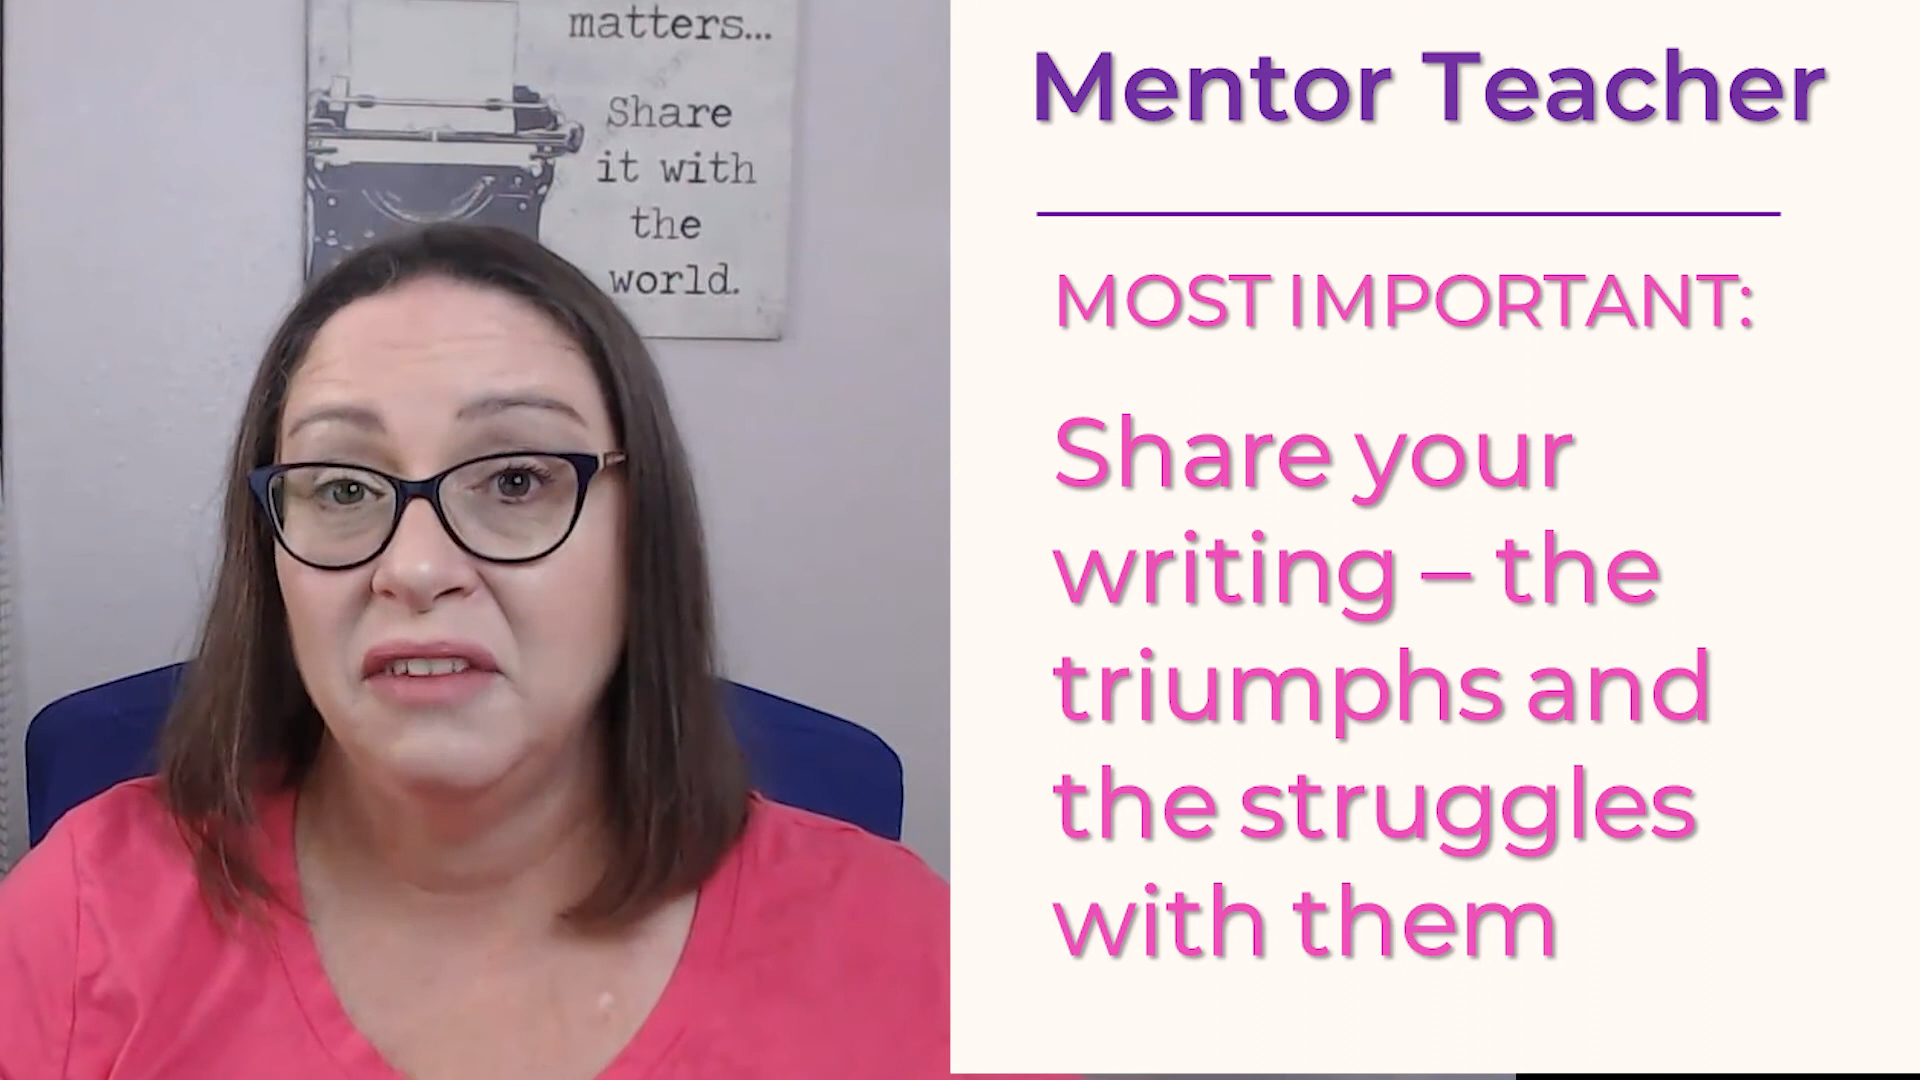 matters...
Share
it with
the
world.
Mentor Teacher
MOST IMPORTANT:
Share your
writing – the
triumphs and
the struggles
with them